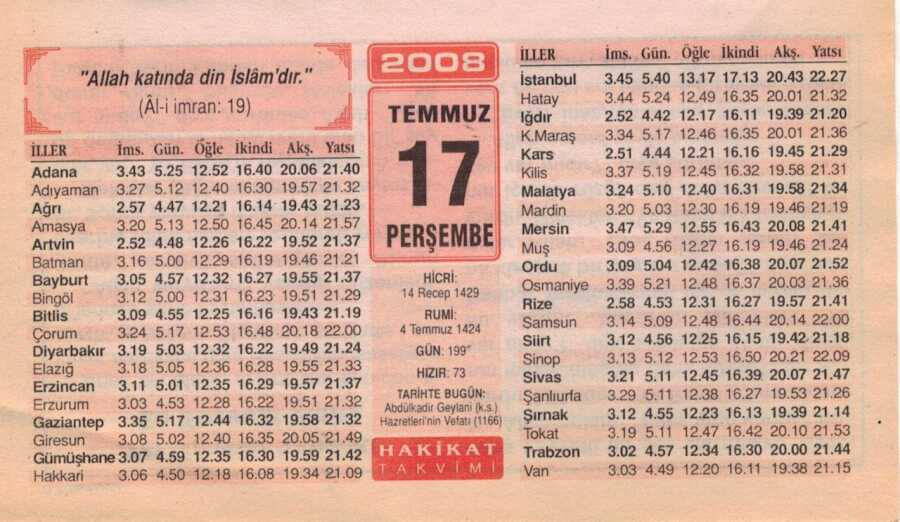 "Allah katında din İslâm'dır."
(Âl-i imran: 19)
İLLER İms. Gün. Öğle İkindi Akş. Yatsı
Adana 3.43 5.25 12.52 16.40 20.06 21.40
Adıyaman 3.27 5.12 12.40 16.30 19.57 21.32
Ağrı 2.57 4.47 12.21 16.14 19.43 21.23
Amasya 3.20 5.13 12.50 16.45 20.14 21.57
Artvin 2.52 4.48 12.26 16.22 19.52 21.37
Batman 3.16 5.00 12.29 16.19 19.46 21.21
Bayburt 3.05 4.57 12.32 16.27 19.55 21.37
Bingöl 3.12 5.00 12.31 16.23 19.51 21.29
Bitlis 3.09 4.55 12.25 16.16 19.43 21.19
Çorum 3.24 5.17 12.53 16.48 20.18 22.00
Diyarbakır 3.19 5.03 12.32 16.22 19.49 21.24
Elazığ 3.18 5.05 12.36 16.28 19.55 21.33
Erzincan 3.11 5.01 12.35 16.29 19.57 21.37
Erzurum 3.03 4.53 12.28 16.22 19.51 21.32
Gaziantep 3.35 5.17 12.44 16.32 19.58 21.32
Giresun 3.08 5.02 12.40 16.35 20.05 21.49
Gümüşhane 3.07 4.59 12.35 16.30 19.59 21.42
Hakkari 3.06 4.50 12.18 16.08 19.34 21.09
2008
TEMMUZ
17
PERŞEMBE
HİCRİ:
14 Recep 1429
RUMİ:
4 Temmuz 1424
GÜN: 199
HIZIR: 73
TARİHTE BUGÜN:
Abdülkadir Geylani (k.s.)
Hazretleri'nin Vefatı (1166)
HAKİKAT
TAKVİMİ
İLLER İms. Gün. Öğle İkindi Akş. Yatsı
İstanbul 3.45 5.40 13.17 17.13 20.43 22.27
Hatay 3.44 5.24 12.49 16.35 20.01 21.32
Iğdır 2.52 4.42 12.17 16.11 19.39 21.20
K.Maraş 3.34 5.17 12.46 16.35 20.01 21.36
Kars 2.51 4.44 12.21 16.16 19.45 21.29
Kilis 3.37 5.19 12.45 16.32 19.58 21.31
Malatya 3.24 5.10 12.40 16.31 19.58 21.34
Mardin 3.20 5.03 12.30 16.19 19.46 21.19
Mersin 3.47 5.29 12.55 16.43 20.08 21.41
Muş 3.09 4.56 12.27 16.19 19.46 21.24
Ordu 3.09 5.04 12.42 16.38 20.07 21.52
Osmaniye 3.39 5.21 12.48 16.37 20.03 21.36
Rize 2.58 4.53 12.31 16.27 19.57 21.41
Samsun 3.14 5.09 12.48 16.44 20.14 22.00
Siirt 3.12 4.56 12.25 16.15 19.42 21.18
Sinop 3.13 5.12 12.53 16.50 20.21 22.09
Sivas 3.21 5.11 12.45 16.39 20.07 21.47
Şanlıurfa 3.29 5.11 12.38 16.27 19.53 21.26
Şırnak 3.12 4.55 12.23 16.13 19.39 21.14
Tokat 3.19 5.11 12.47 16.42 20.10 21.53
Trabzon 3.02 4.57 12.34 16.30 20.00 21.44
Van 3.03 4.49 12.20 16.11 19.38 21.15